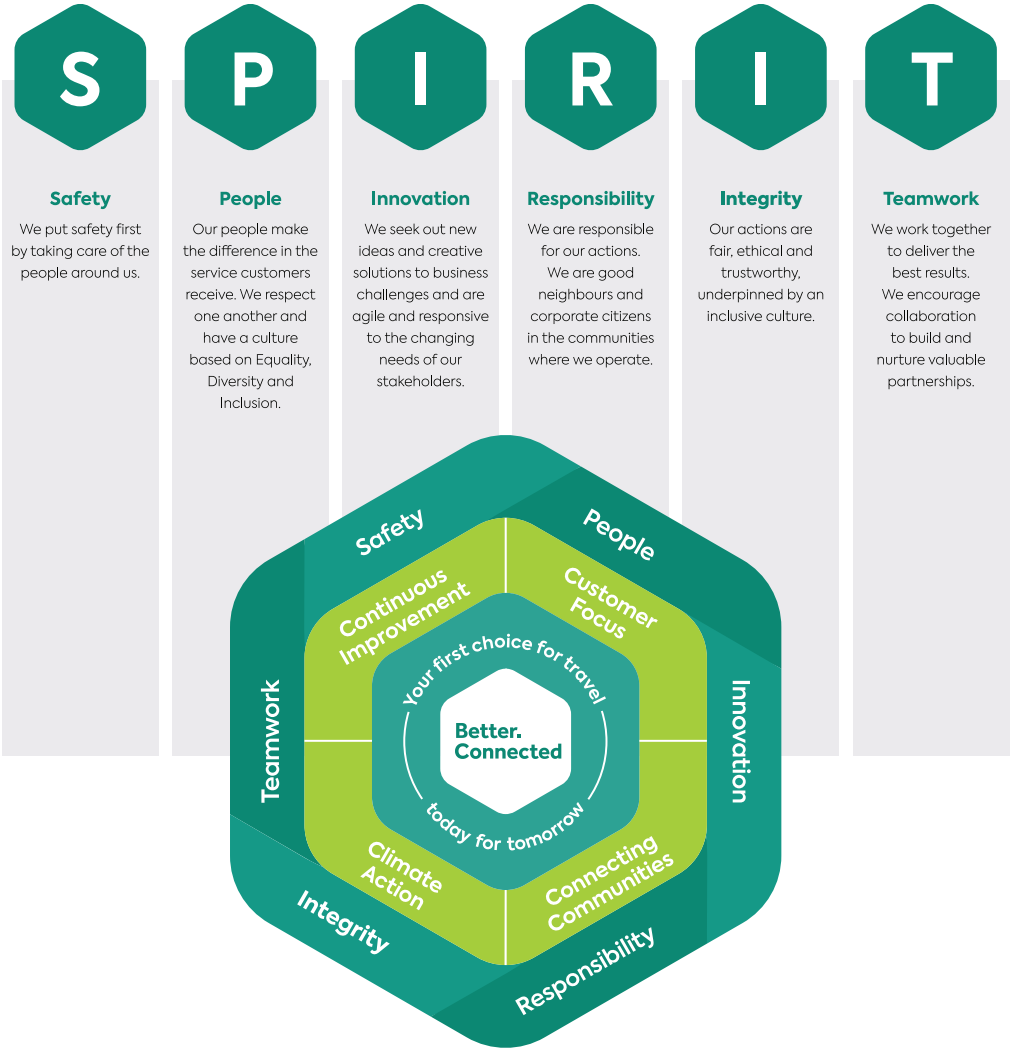 S
P
I
R
I
T
Safety
We put safety first
by taking care of the
people around us.
People
Our people make
the difference in the
service customers
receive. We respect
one another and
have a culture
based on Equality,
Diversity and
Inclusion.
Innovation
We seek out new
ideas and creative
solutions to business
challenges and are
agile and responsive
to the changing
needs of our
stakeholders.
Responsibility
We are responsible
for our actions.
We are good
neighbours and
corporate citizens
in the communities
where we operate.
Integrity
Our actions are
fair, ethical and
trustworthy,
underpinned by an
inclusive culture.
Teamwork
We work together
to deliver the
best results.
We encourage
collaboration
to build and
nurture valuable
partnerships.
Safety
People
Innovation
Responsibility
Integrity
Teamwork
Continuous
Improvement
Customer
Focus
Connecting
Communities
Climate
Action
Your first choice for travel
today for tomorrow
Better.
Connected